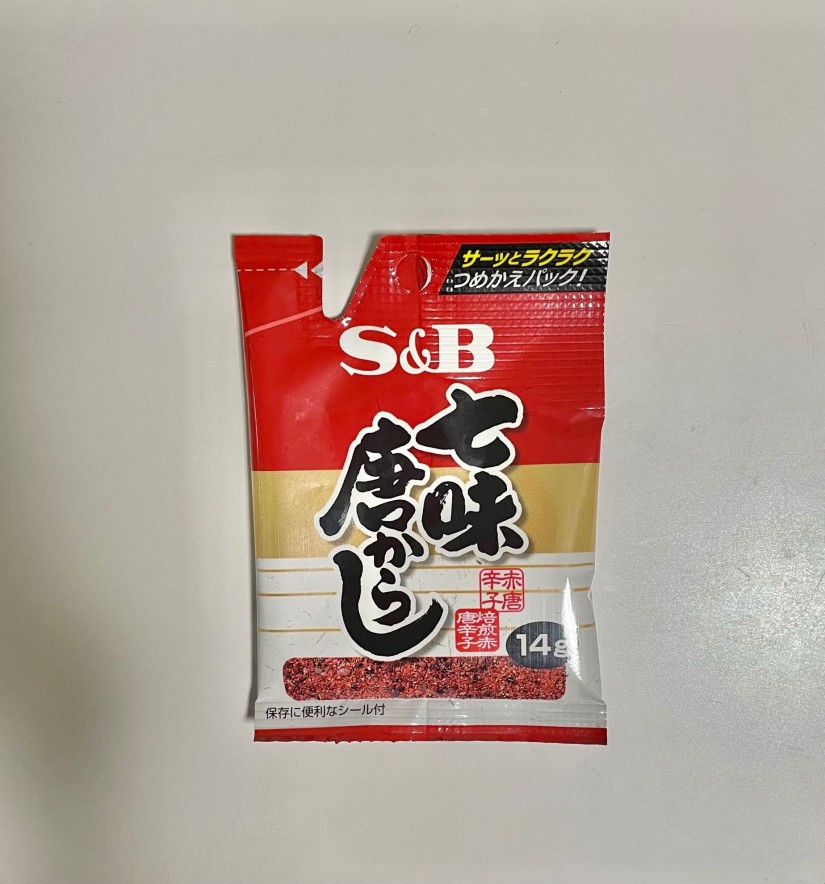 サーッとラクラク
つめかえパック!
S&B
七味
唐からし
赤唐
辛子
焙煎赤
唐辛子
14g
保存に便利なシール付